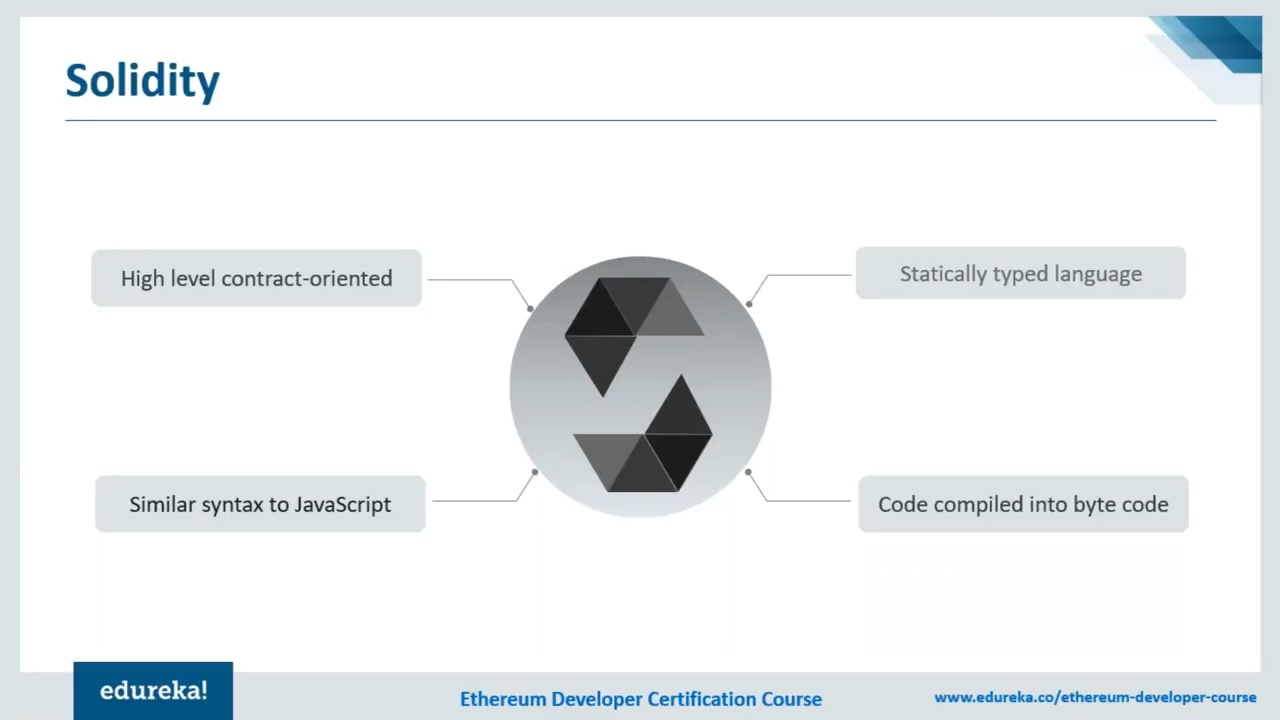 Solidity
High level contract-oriented
Statically typed language
Similar syntax to JavaScript
Code compiled into byte code
edureka!
Ethereum Developer Certification Course
www.edureka.co/ethereum-developer-course